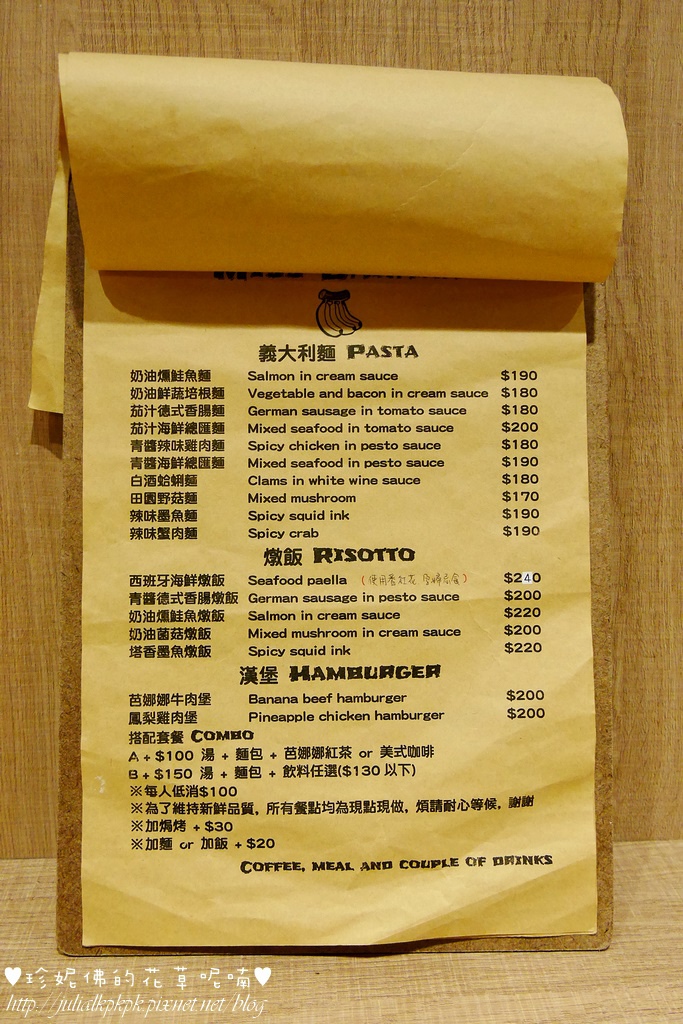 義大利麵 PASTA
奶油燻鮭魚麵 Salmon in cream sauce $190
奶油鮮蔬培根麵 Vegetable and bacon in cream sauce $180
茄汁德式香腸麵 German sausage in tomato sauce $180
茄汁海鮮總匯麵 Mixed seafood in tomato sauce $200
青醬辣味雞肉麵 Spicy chicken in pesto sauce $180
青醬海鮮總匯麵 Mixed seafood in pesto sauce $190
白酒蛤蜊麵 Clams in white wine sauce $180
田園野菇麵 Mixed mushroom $170
辣味墨魚麵 Spicy squid ink $190
辣味蟹肉麵 Spicy crab $190
燉飯 RISOTTO
西班牙海鮮燉飯 Seafood paella (使用番紅花 $240
青醬德式香腸燉飯 German sausage in pesto sauce $200
奶油燻鮭魚燉飯 Salmon in cream sauce $220
奶油菌菇燉飯 Mixed mushroom in cream sauce $200
塔香墨魚燉飯 Spicy squid ink $220
漢堡 HAMBURGER
芭娜娜牛肉堡 Banana beef hamburger $200
鳳梨雞肉堡 Pineapple chicken hamburger $200
搭配套餐 COMBO
A + $100 湯 + 麵包 + 芭娜娜紅茶 or 美式咖啡
B + $150 湯 + 麵包 + 飲料任選($130 以下)
※每人低消$100
※為了維持新鮮品質, 所有餐點均為現點現做, 煩請耐心等候, 謝謝
※加焗烤 + $30
※加麵 or 加飯 + $20
COFFEE, MEAL AND COUPLE OF DRINKS
♥珍妮佛的花草呢喃♥
http://julialkpkpk.pixnet.net/blog